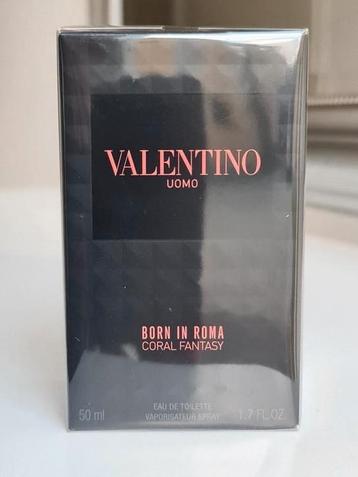 VALENTINO
UOMO
BORN IN ROMA
CORAL FANTASY
EAU DE TOILETTE
50 ml VAPORISATEUR SPRAY 1.7 FL.OZ